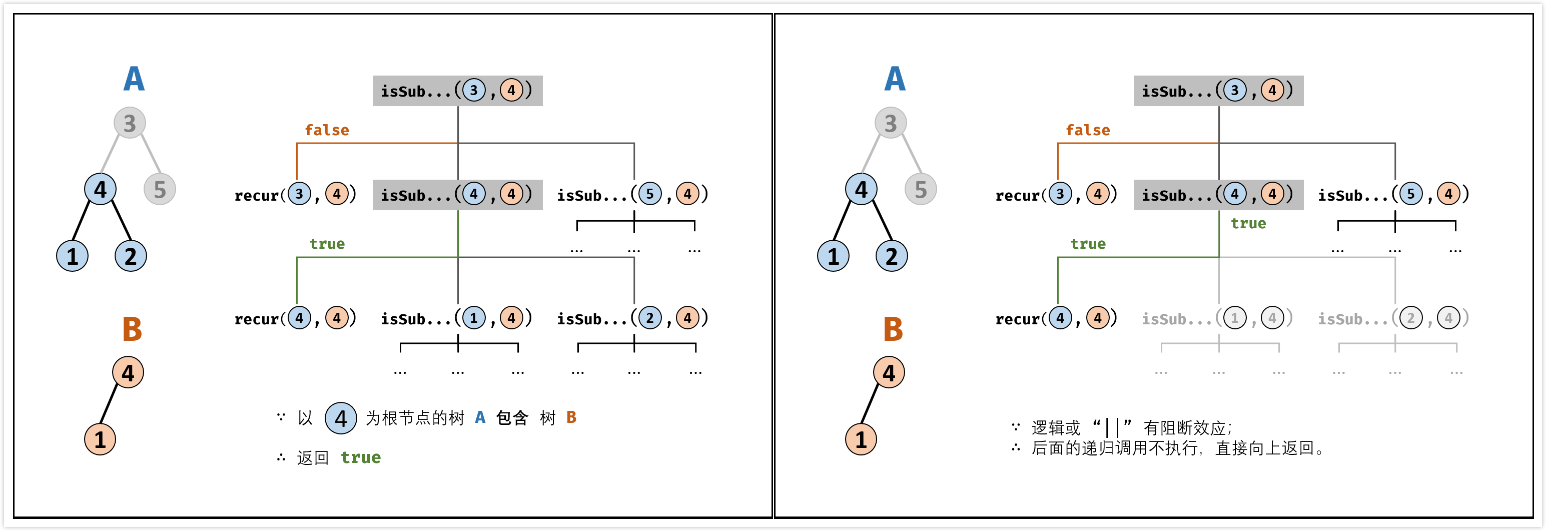 A
3
4
5
1
2
B
4
1
isSub...(3,4)
false
recur(3,4) isSub...(4,4) isSub...(5,4)
... ... ...
true
recur(4,4) isSub...(1,4) isSub...(2,4)
... ... ... ... ... ...
∵ 以 4 为根节点的树 A 包含 树 B
∴ 返回 true
A
3
4
5
1
2
B
4
1
isSub...(3,4)
false
recur(3,4) isSub...(4,4) isSub...(5,4)
true
... ... ...
true
recur(4,4) isSub...(1,4) isSub...(2,4)
... ... ... ... ... ...
∵ 逻辑或 “||” 有阻断效应;
∴ 后面的递归调用不执行, 直接向上返回。